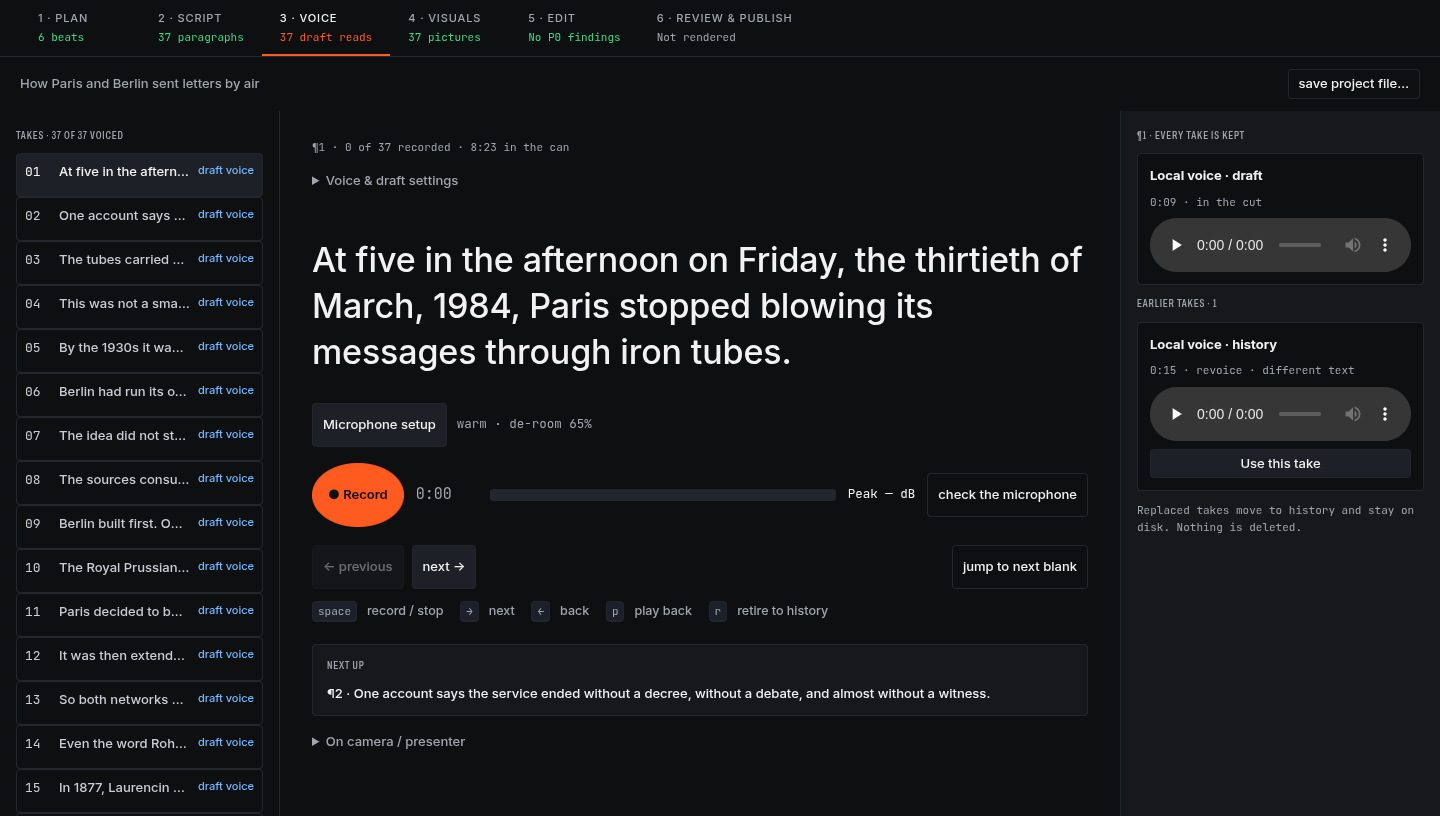 1 · PLAN
6 beats
2 · SCRIPT
37 paragraphs
3 · VOICE
37 draft reads
4 · VISUALS
37 pictures
5 · EDIT
No P0 findings
6 · REVIEW & PUBLISH
Not rendered
How Paris and Berlin sent letters by air
save project file…
TAKES · 37 OF 37 VOICED
01 At five in the aftern… draft voice
02 One account says … draft voice
03 The tubes carried … draft voice
04 This was not a sma… draft voice
05 By the 1930s it wa… draft voice
06 Berlin had run its o… draft voice
07 The idea did not st… draft voice
08 The sources consu… draft voice
09 Berlin built first. O… draft voice
10 The Royal Prussian… draft voice
11 Paris decided to b… draft voice
12 It was then extend… draft voice
13 So both networks … draft voice
14 Even the word Roh… draft voice
15 In 1877, Laurencin … draft voice
¶1 · 0 of 37 recorded · 8:23 in the can
▶ Voice & draft settings
At five in the afternoon on Friday, the thirtieth of
March, 1984, Paris stopped blowing its
messages through iron tubes.
Microphone setup
warm · de-room 65%
● Record
0:00
Peak — dB
check the microphone
← previous
next →
jump to next blank
space record / stop → next ← back p play back r retire to history
NEXT UP
¶2 · One account says the service ended without a decree, without a debate, and almost without a witness.
▶ On camera / presenter
¶1 · EVERY TAKE IS KEPT
Local voice · draft
0:09 · in the cut
0:00 / 0:00
EARLIER TAKES · 1
Local voice · history
0:15 · revoice · different text
0:00 / 0:00
Use this take
Replaced takes move to history and stay on
disk. Nothing is deleted.